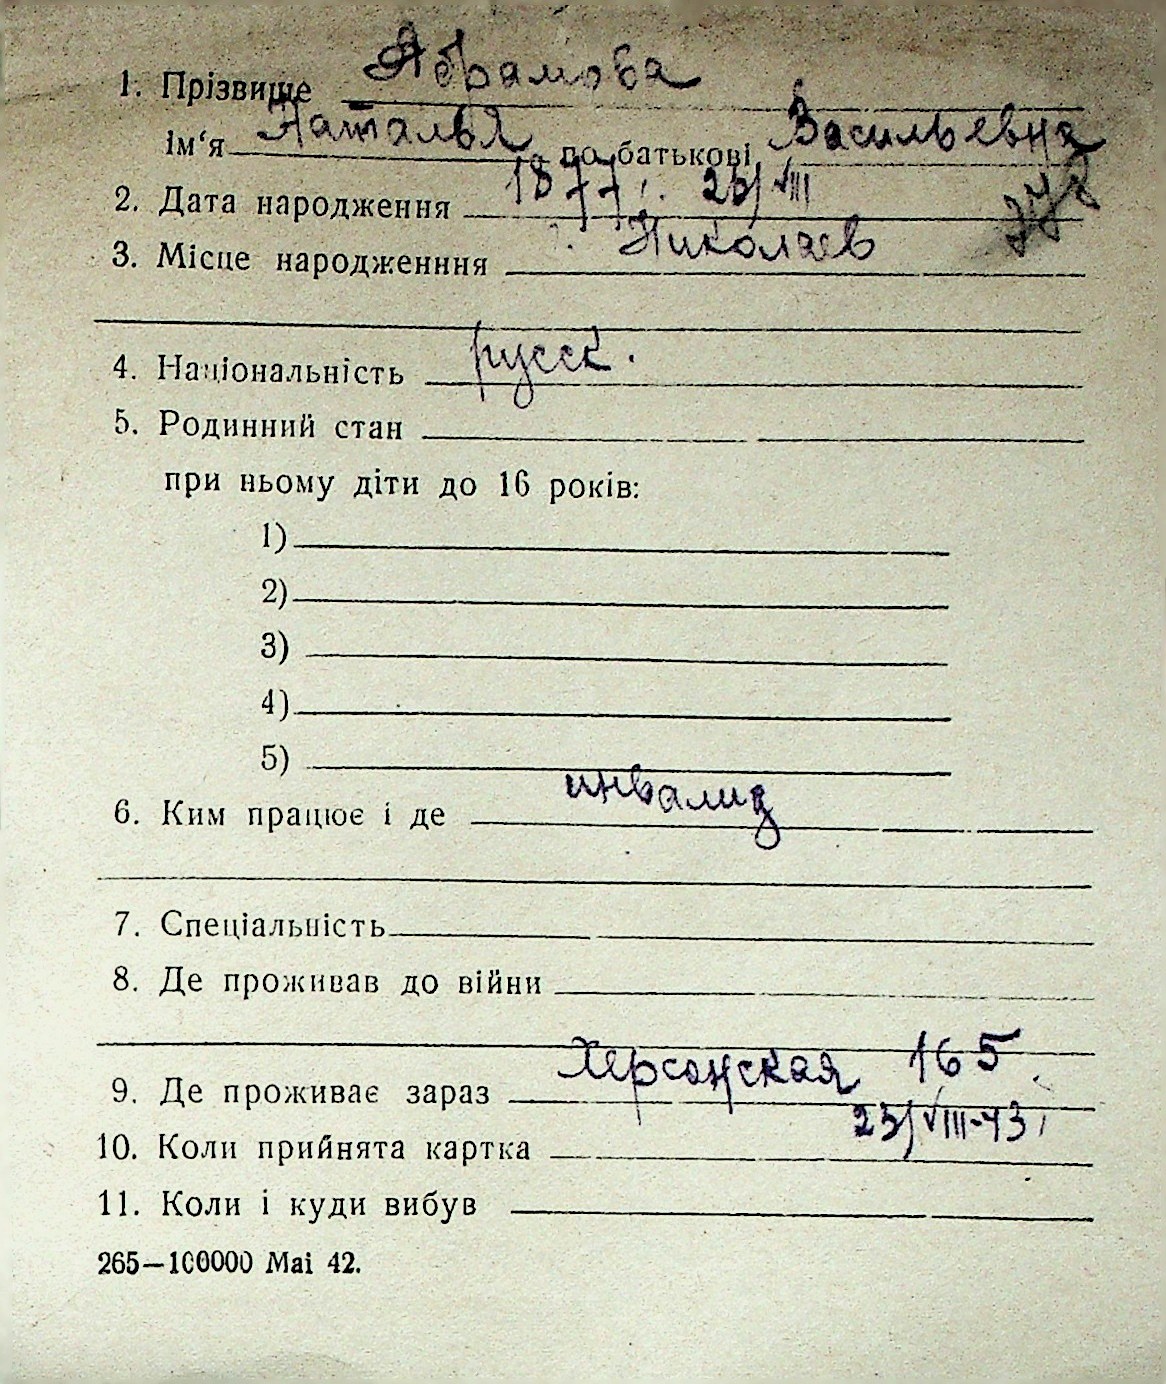 1. Прізвище Абрамова
Ім‘я Наталья по батькові Васильевна
2. Дата народження 1877 г. 23/VIII
3. Місце народженння г. Николаев
4. Національність русск.
5. Родинний стан
при ньому діти до 16 років:
1)
2)
3)
4)
5)
6. Ким працює і де инвалид
7. Спеціальність
8. Де проживав до війни
9. Де проживає зараз Херсонская 165
10. Коли прийнята картка 23/VIII-43 г
11. Коли і куди вибув
265—100000 Mai 42.